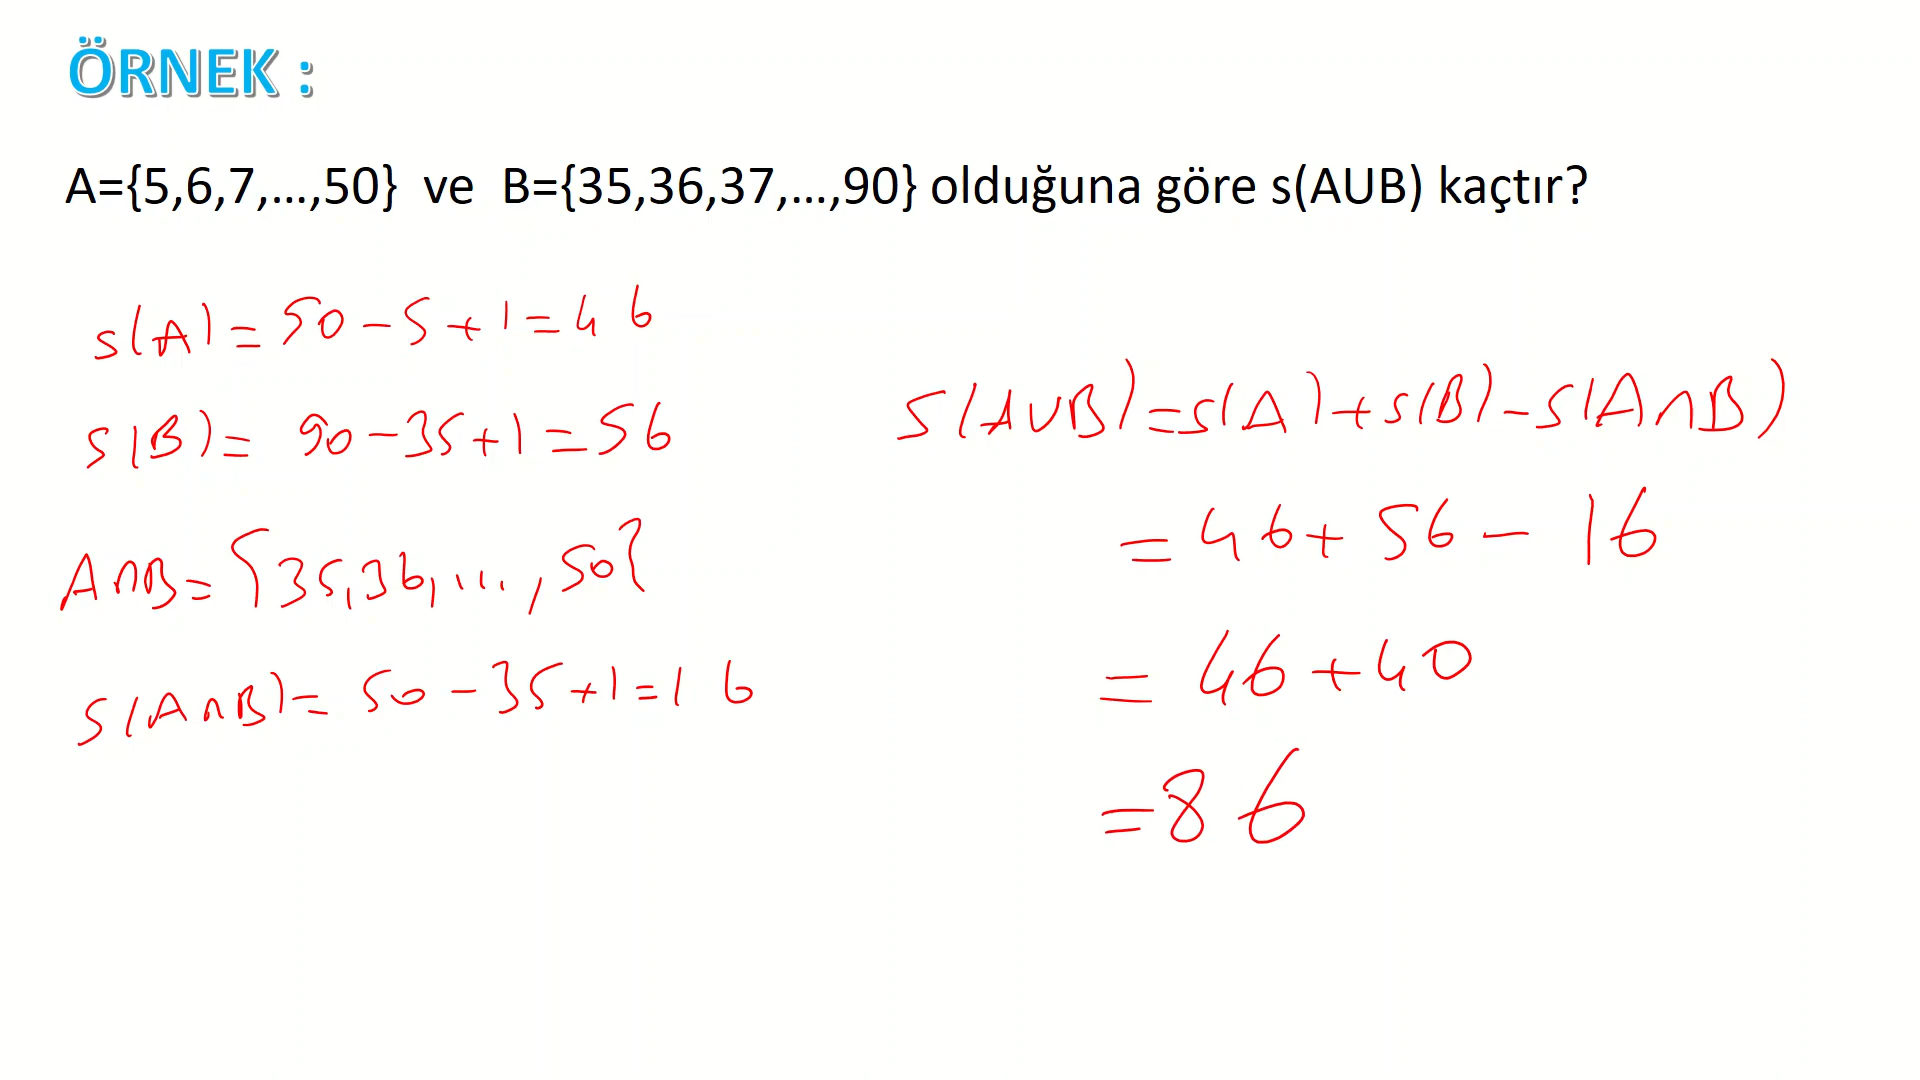 ÖRNEK :
A={5,6,7,...,50} ve B={35,36,37,...,90} olduğuna göre s(AUB) kaçtır?
s(A)=50-5+1=46
s(B)= 90-35+1=56
A∩B={35,36,...,50}
s(A∩B)=50-35+1=16
s(A∪B)=s(A)+s(B)-s(A∩B)
=46+56-16
=46+40
=86